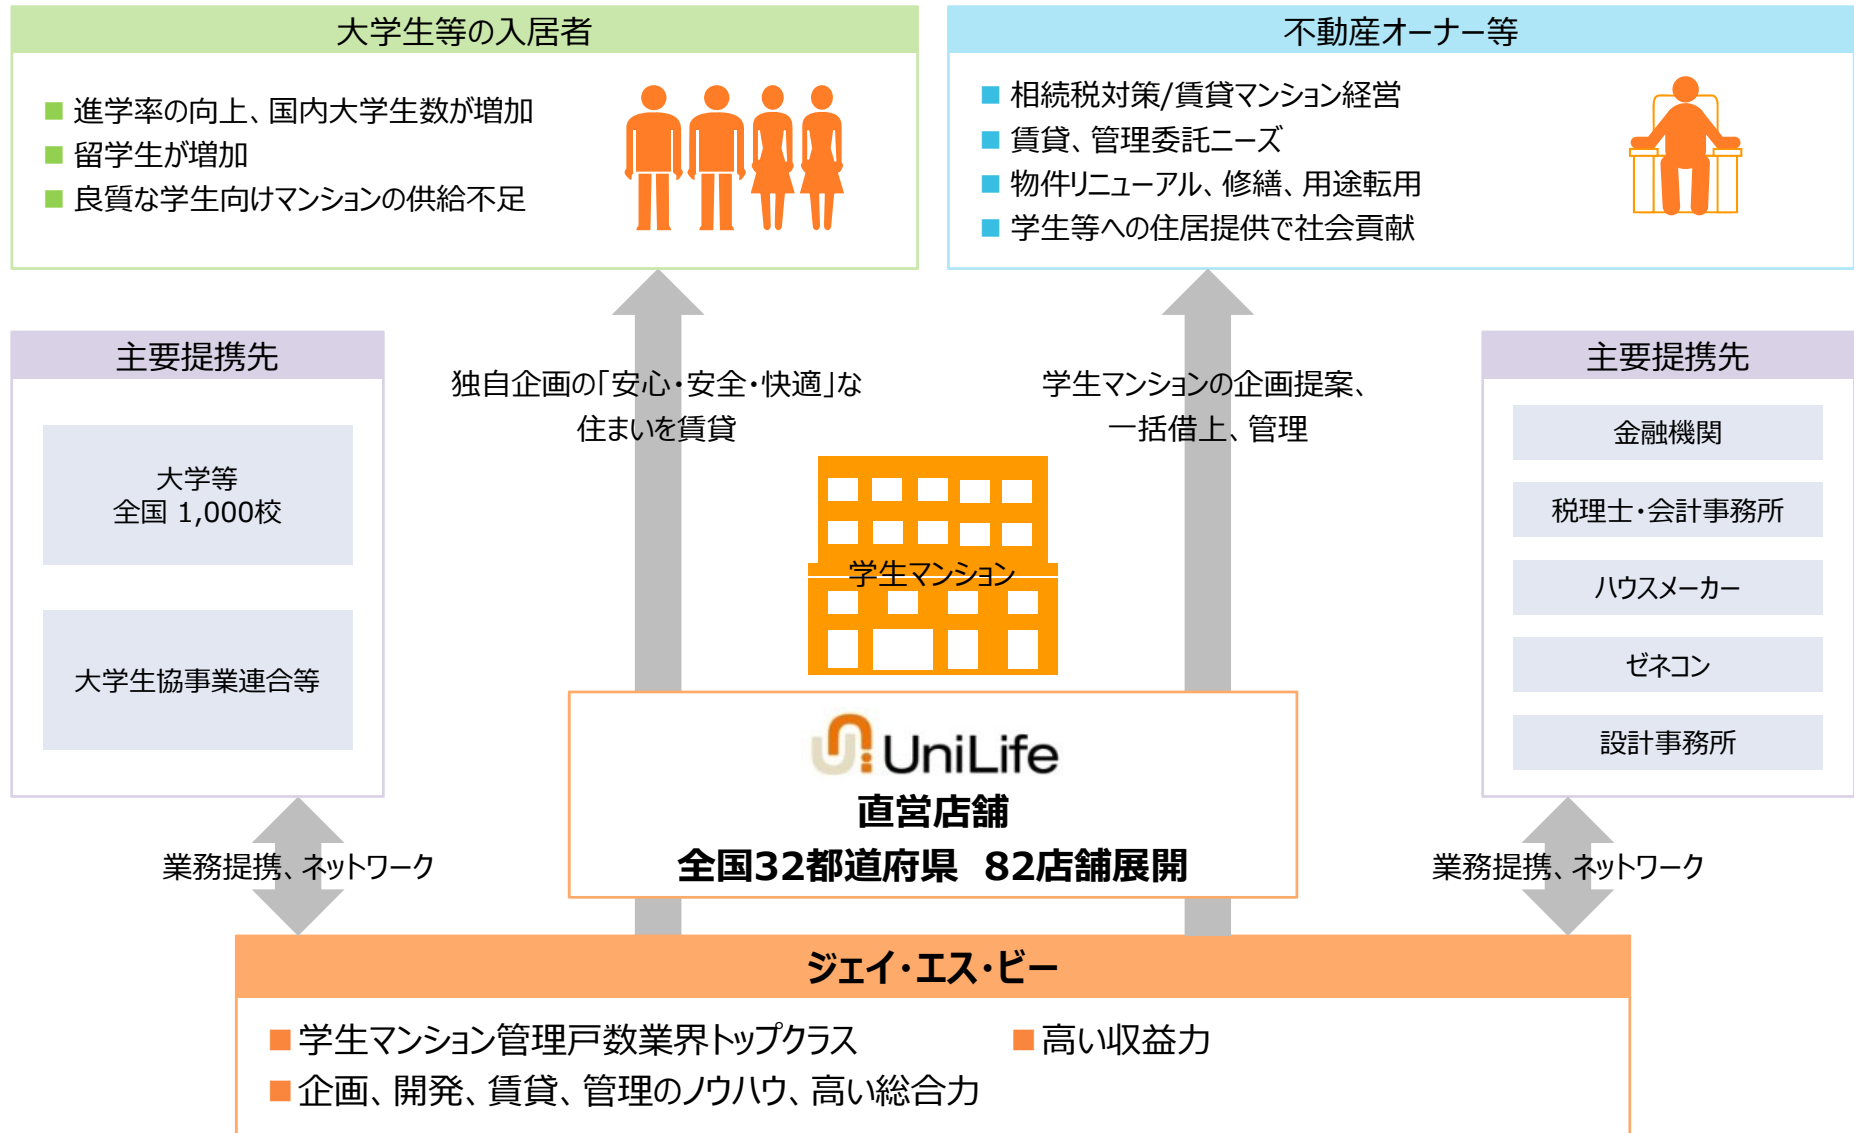 大学生等の入居者
進学率の向上、国内大学生数が増加
留学生が増加
良質な学生向けマンションの供給不足
不動産オーナー等
相続税対策/賃貸マンション経営
賃貸、管理委託ニーズ
物件リニューアル、修繕、用途転用
学生等への住居提供で社会貢献
主要提携先
大学等
全国 1,000校
大学生協事業連合等
独自企画の「安心・安全・快適」な
住まいを賃貸
学生マンションの企画提案、
一括借上、管理
学生マンション
主要提携先
金融機関
税理士・会計事務所
ハウスメーカー
ゼネコン
設計事務所
UniLife
直営店舗
全国32都道府県 82店舗展開
業務提携、ネットワーク
業務提携、ネットワーク
ジェイ・エス・ビー
学生マンション管理戸数業界トップクラス
高い収益力
企画、開発、賃貸、管理のノウハウ、高い総合力